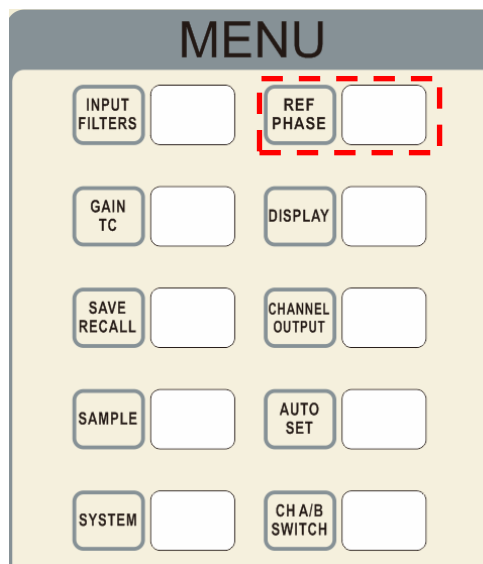 MENU
INPUT
FILTERS
REF
PHASE
GAIN
TC
DISPLAY
SAVE
RECALL
CHANNEL
OUTPUT
SAMPLE
AUTO
SET
SYSTEM
CH A/B
SWITCH